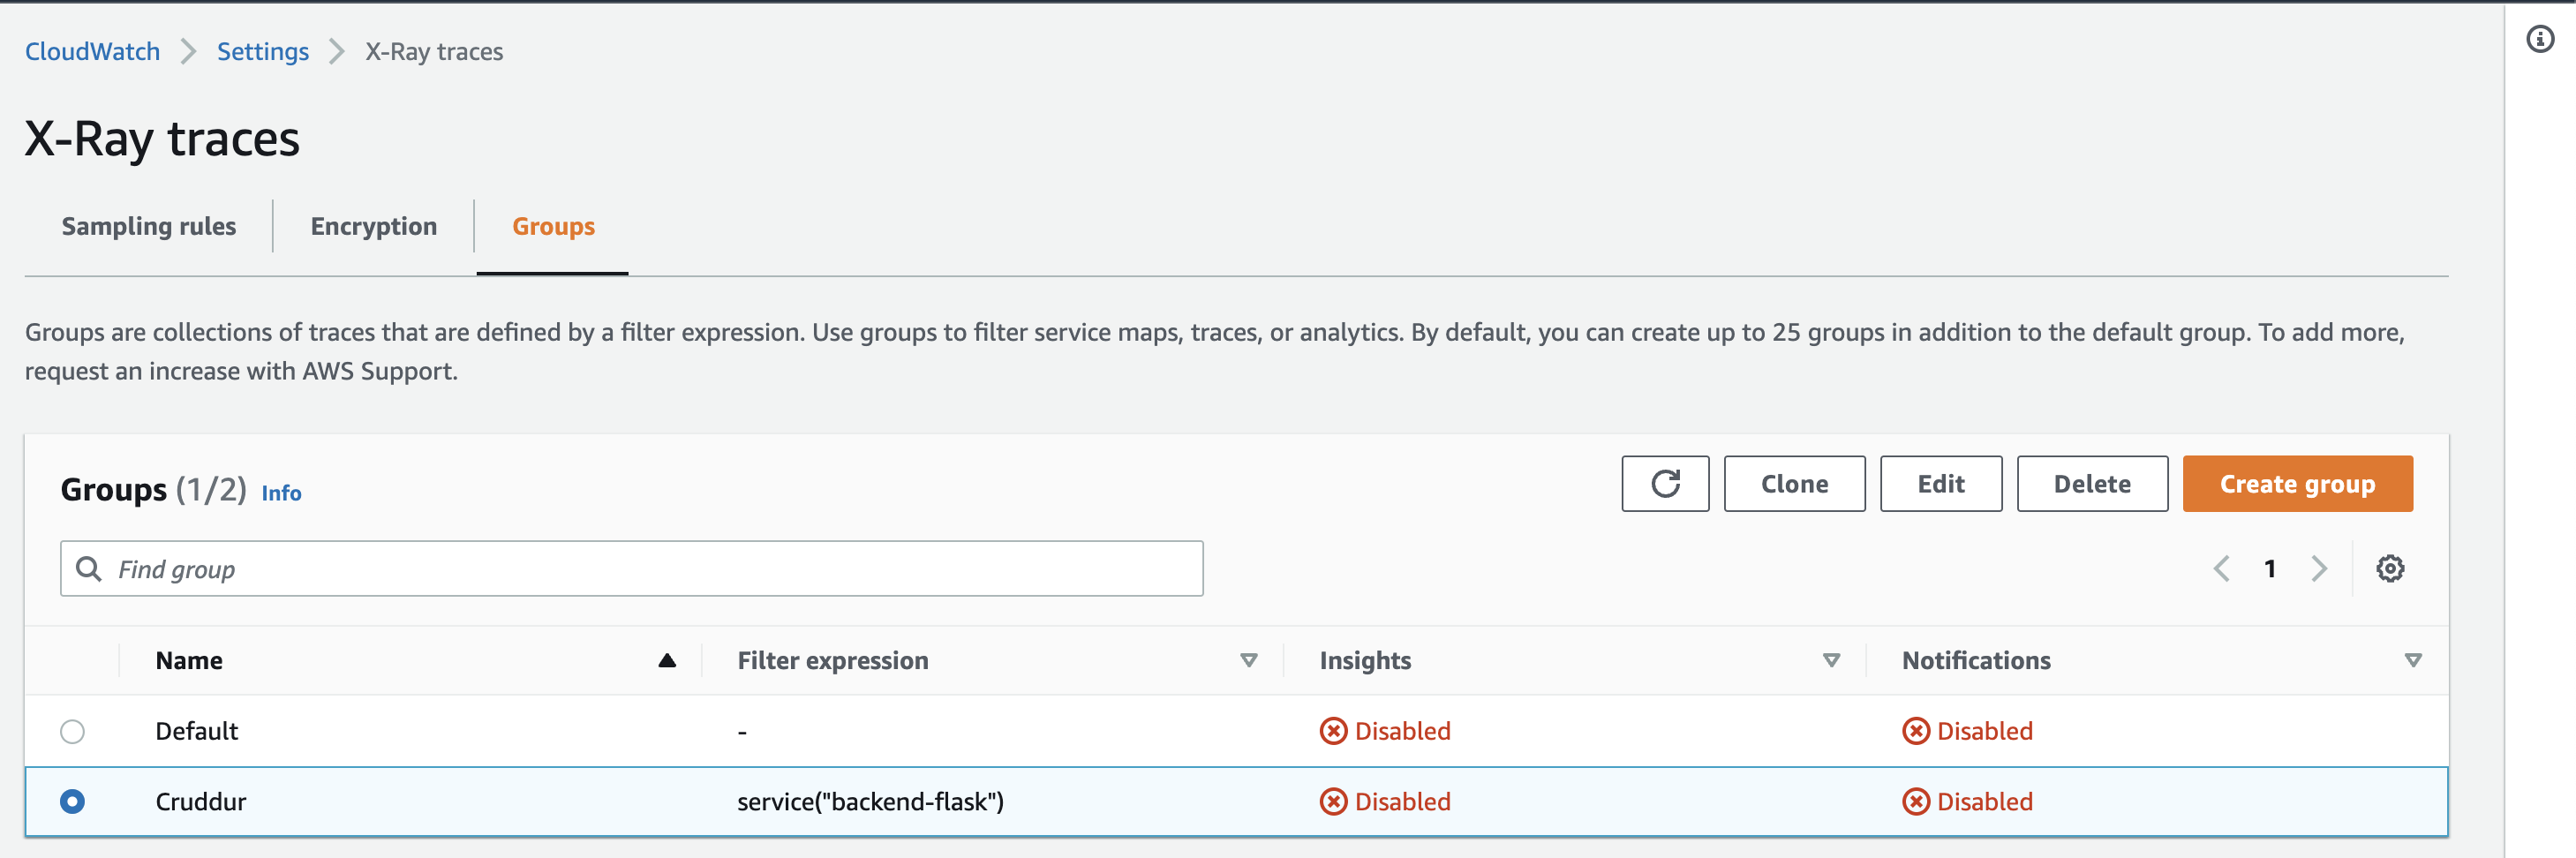 CloudWatch > Settings > X-Ray traces
X-Ray traces
Sampling rules Encryption Groups
Groups are collections of traces that are defined by a filter expression. Use groups to filter service maps, traces, or analytics. By default, you can create up to 25 groups in addition to the default group. To add more,
request an increase with AWS Support.
Groups (1/2) Info Clone Edit Delete Create group
Find group 1
Name Filter expression Insights Notifications
Default - Disabled Disabled
Cruddur service("backend-flask") Disabled Disabled